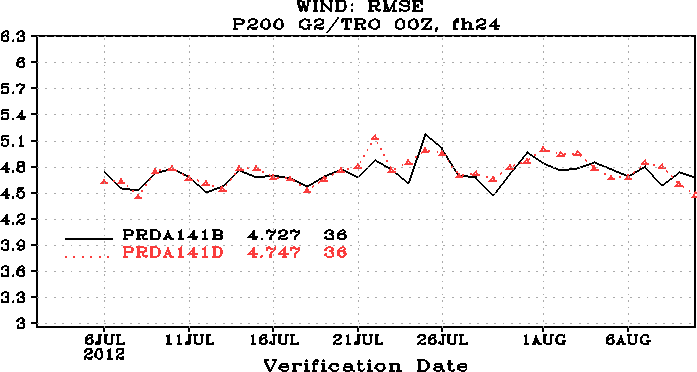 WIND: RMSE
P200 G2/TRO 00Z, fh24
6.3
6
5.7
5.4
5.1
4.8
4.5
4.2
3.9
3.6
3.3
3
PRDA141B 4.727 36
PRDA141D 4.747 36
6JUL 11JUL 16JUL 21JUL 26JUL 1AUG 6AUG
2012
Verification Date